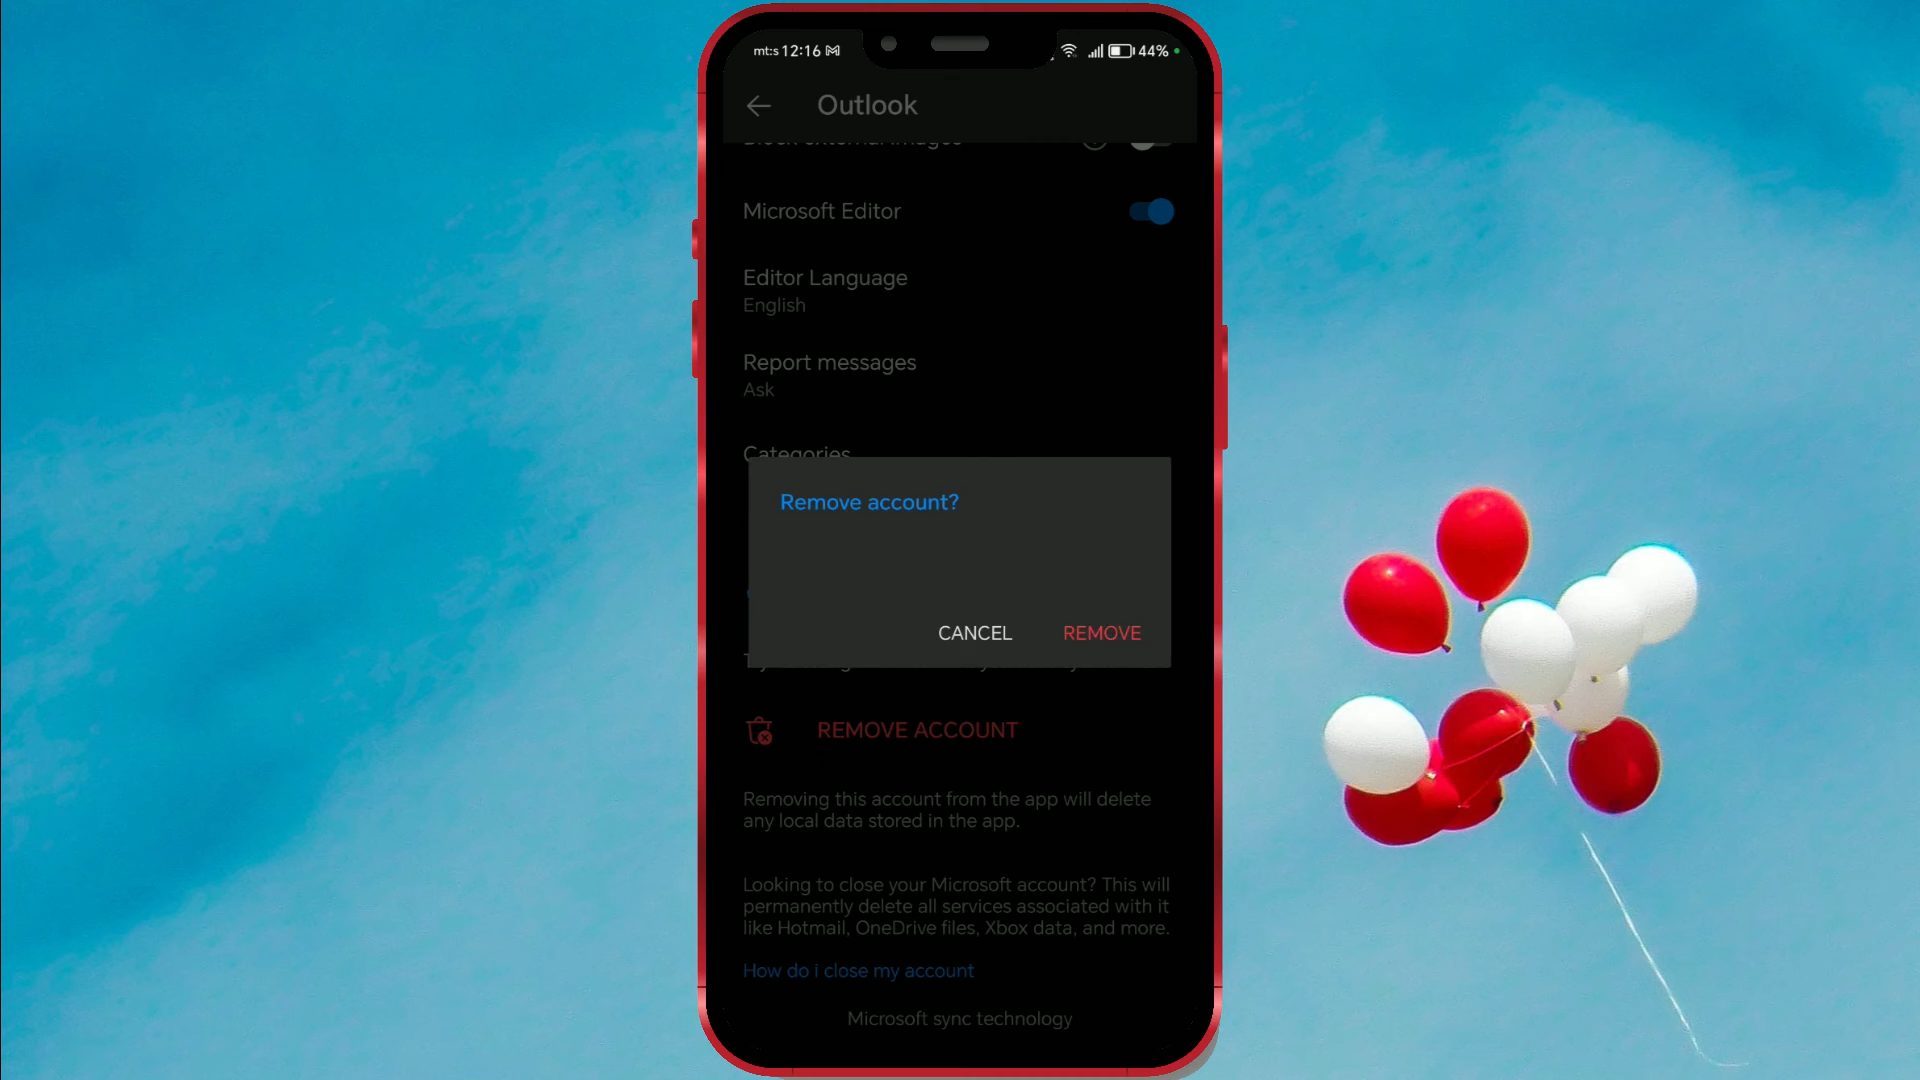 mt:s 12:16 44%
Outlook
Block external images
Microsoft Editor
Editor Language
English
Report messages
Ask
Categories
Remove account?
CANCEL REMOVE
REMOVE ACCOUNT
Removing this account from the app will delete
any local data stored in the app.
Looking to close your Microsoft account? This will
permanently delete all services associated with it
like Hotmail, OneDrive files, Xbox data, and more.
How do i close my account
Microsoft sync technology